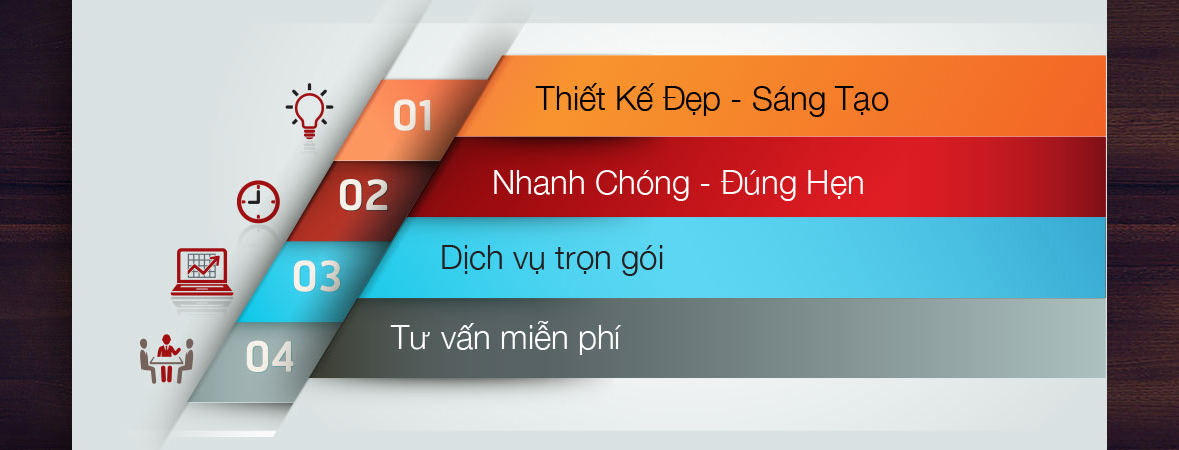 01 Thiết Kế Đẹp - Sáng Tạo
02 Nhanh Chóng - Đúng Hẹn
03 Dịch vụ trọn gói
04 Tư vấn miễn phí